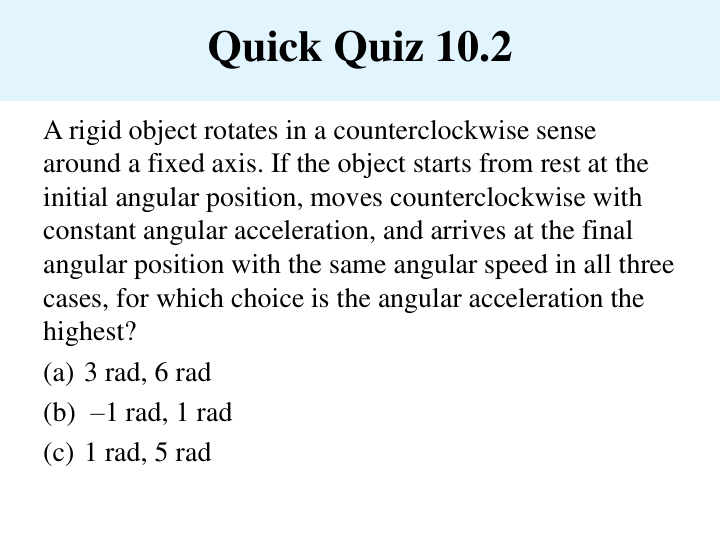 Quick Quiz 10.2
A rigid object rotates in a counterclockwise sense
around a fixed axis. If the object starts from rest at the
initial angular position, moves counterclockwise with
constant angular acceleration, and arrives at the final
angular position with the same angular speed in all three
cases, for which choice is the angular acceleration the
highest?
(a) 3 rad, 6 rad
(b) –1 rad, 1 rad
(c) 1 rad, 5 rad